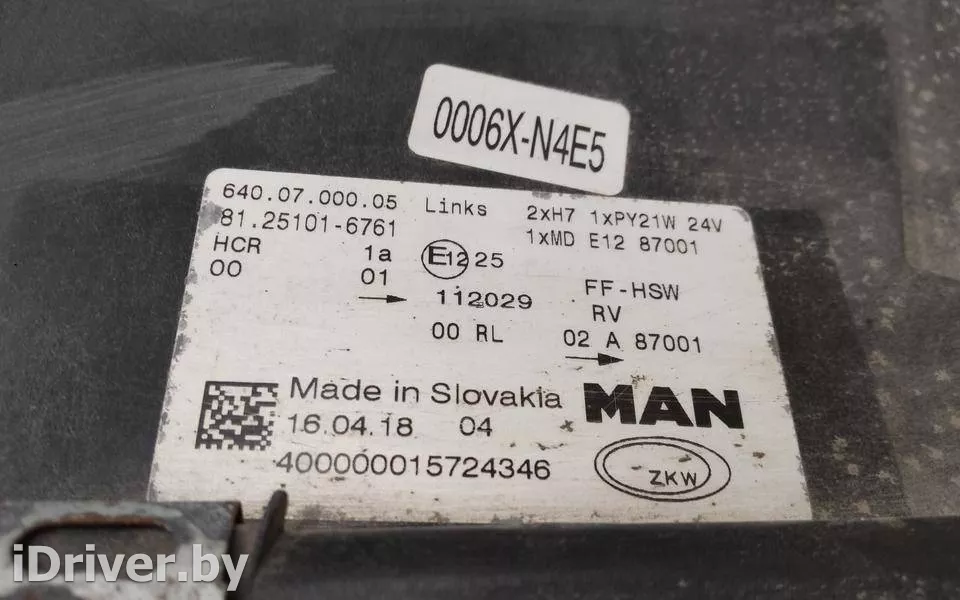 0006X-N4E5
640.07.000.05 Links 2xH7 1xPY21W 24V
81.25101-6761 1xMD E12 87001
HCR 1a E12 25
00 01 FF-HSW
112029 RV
00 RL 02 A 87001
Made in Slovakia MAN
16.04.18 04
400000015724346 ZKW
iDriver.by